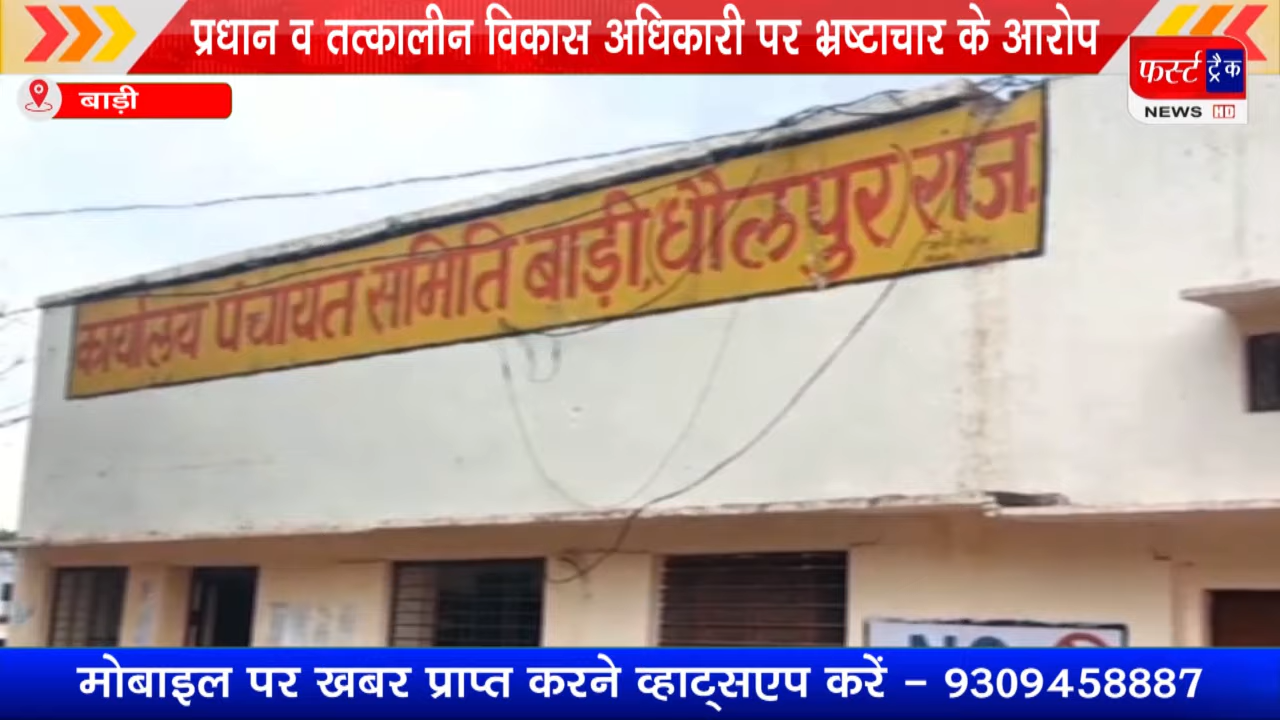 प्रधान व तत्कालीन विकास अधिकारी पर भ्रष्टाचार के आरोप
फर्स्ट ट्रैक
NEWS HD
बाड़ी
कार्यालय पंचायत समिति बाड़ी,(धौलपुर) राज.
NO
मोबाइल पर खबर प्राप्त करने व्हाट्सएप करें - 9309458887